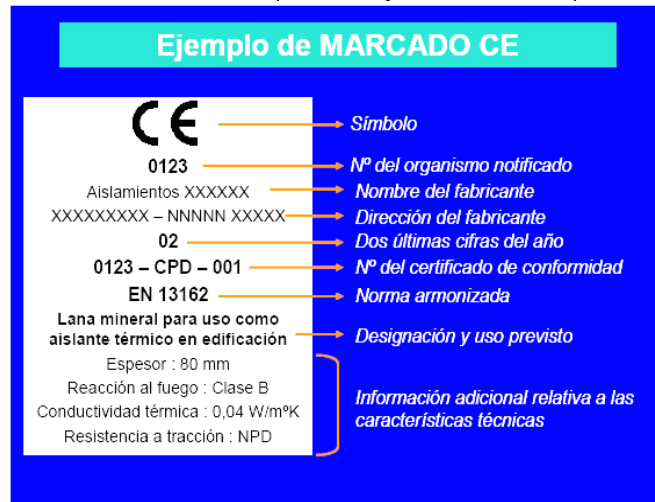 Ejemplo de MARCADO CE
CE
Símbolo
0123
Nº del organismo notificado
Aislamientos XXXXXX
Nombre del fabricante
XXXXXXXXX – NNNNN XXXXX
Dirección del fabricante
02
Dos últimas cifras del año
0123 – CPD – 001
Nº del certificado de conformidad
EN 13162
Norma armonizada
Lana mineral para uso como
aislante térmico en edificación
Designación y uso previsto
Espesor : 80 mm
Reacción al fuego : Clase B
Conductividad térmica : 0,04 W/mºK
Resistencia a tracción : NPD
Información adicional relativa a las
características técnicas